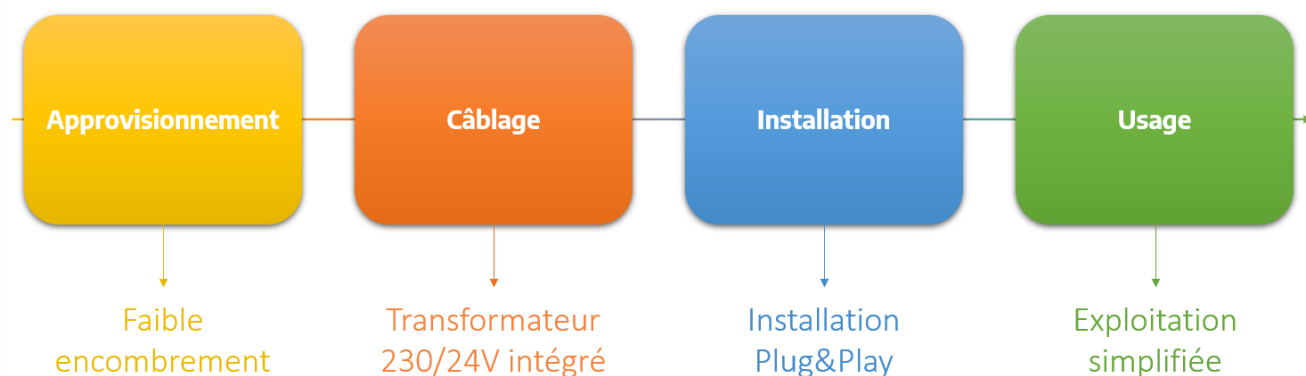 Approvisionnement
Câblage
Installation
Usage
Faible
encombrement
Transformateur
230/24V intégré
Installation
Plug&Play
Exploitation
simplifiée